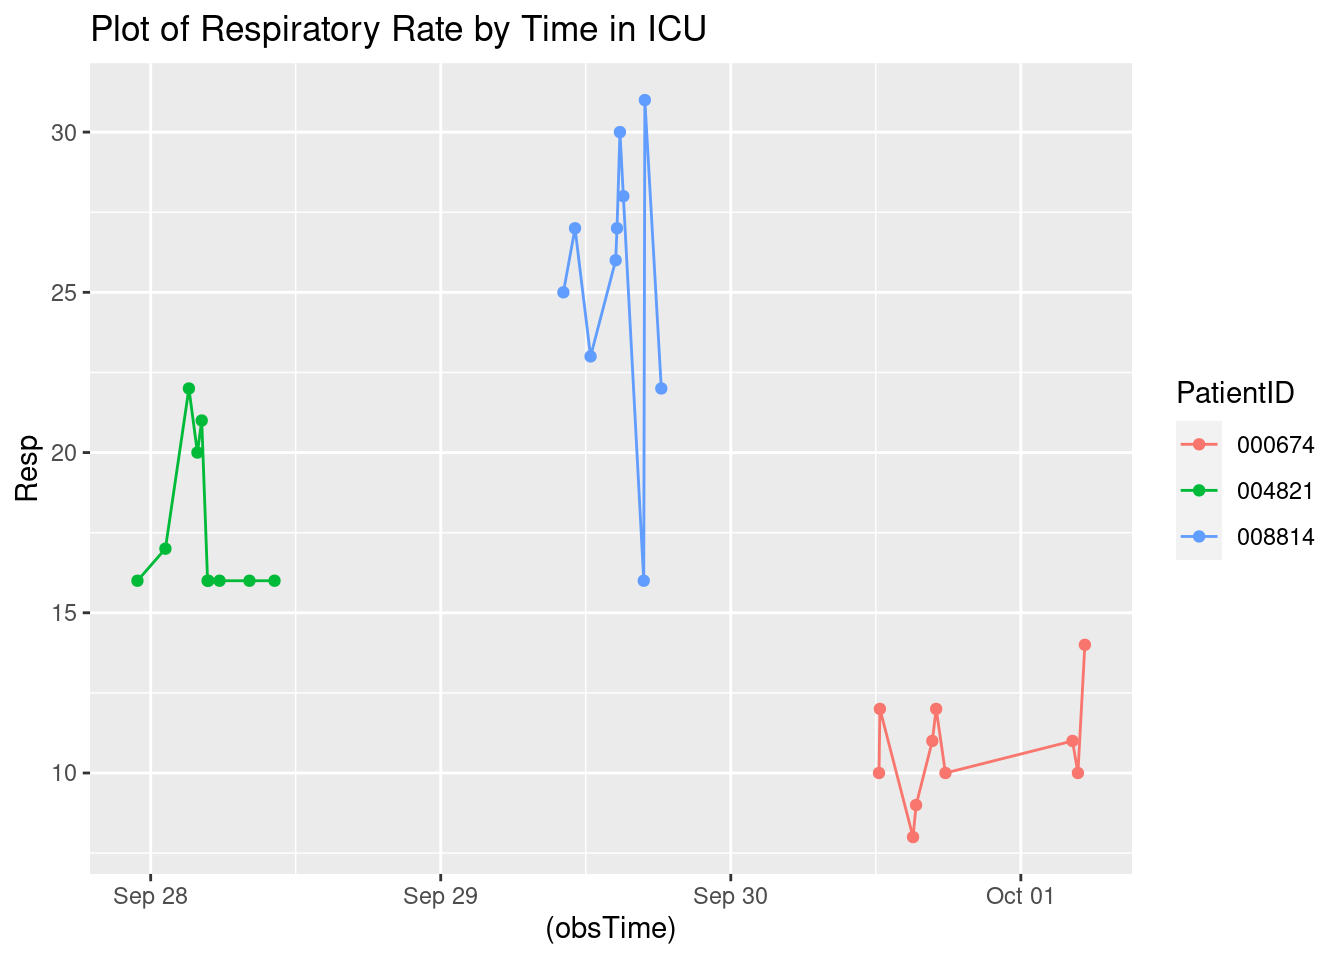 Plot of Respiratory Rate by Time in ICU
30
25
20
15
10
Resp
Sep 28
Sep 29
Sep 30
Oct 01
(obsTime)
PatientID
000674
004821
008814